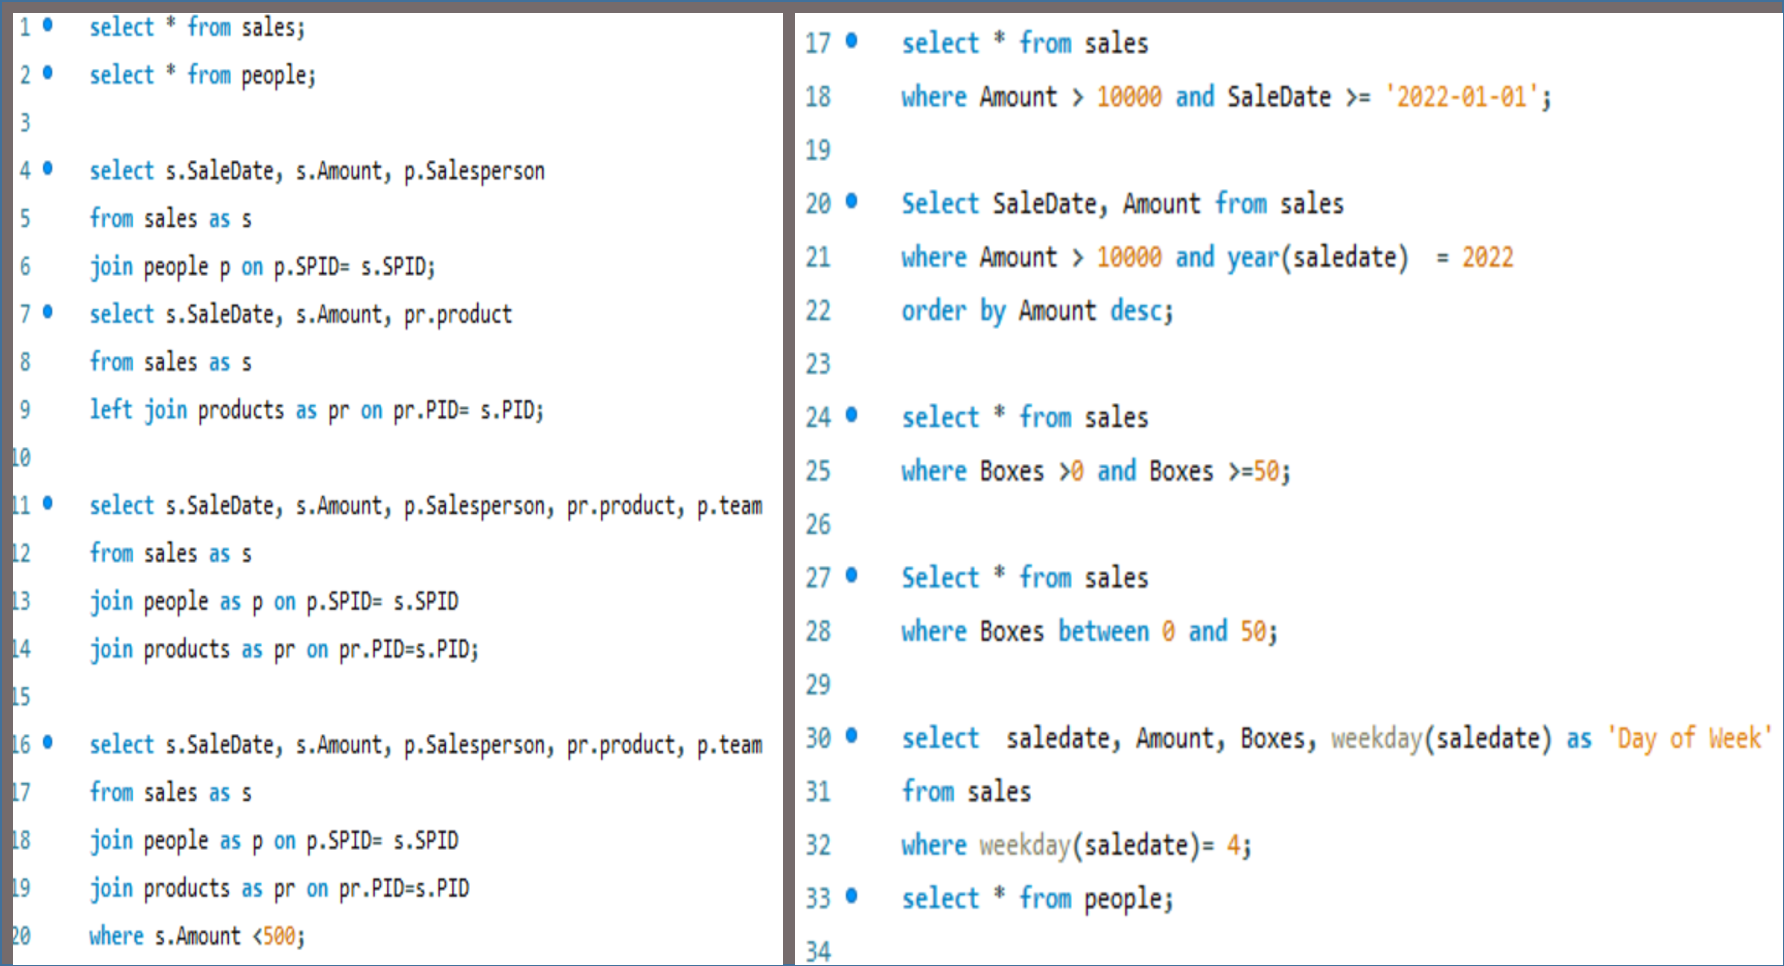 1 select * from sales;
2 select * from people;
3
4 select s.SaleDate, s.Amount, p.Salesperson
5 from sales as s
6 join people p on p.SPID= s.SPID;
7 select s.SaleDate, s.Amount, pr.product
8 from sales as s
9 left join products as pr on pr.PID= s.PID;
10
11 select s.SaleDate, s.Amount, p.Salesperson, pr.product, p.team
12 from sales as s
13 join people as p on p.SPID= s.SPID
14 join products as pr on pr.PID=s.PID;
15
16 select s.SaleDate, s.Amount, p.Salesperson, pr.product, p.team
17 from sales as s
18 join people as p on p.SPID= s.SPID
19 join products as pr on pr.PID=s.PID
20 where s.Amount <500;
17 select * from sales
18 where Amount > 10000 and SaleDate >= '2022-01-01';
19
20 Select SaleDate, Amount from sales
21 where Amount > 10000 and year(saledate)  = 2022
22 order by Amount desc;
23
24 select * from sales
25 where Boxes >0 and Boxes >=50;
26
27 Select * from sales
28 where Boxes between 0 and 50;
29
30 select  saledate, Amount, Boxes, weekday(saledate) as 'Day of Week'
31 from sales
32 where weekday(saledate)= 4;
33 select * from people;
34